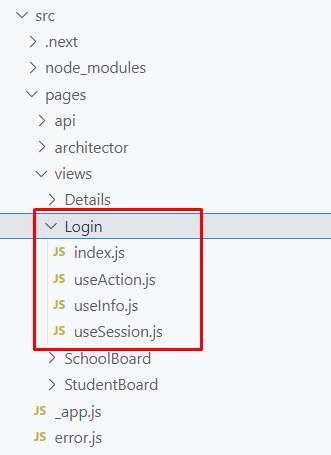 src
.next
node_modules
pages
api
architector
views
Details
Login
JS index.js
JS useAction.js
JS useInfo.js
JS useSession.js
SchoolBoard
StudentBoard
JS _app.js
JS error.js